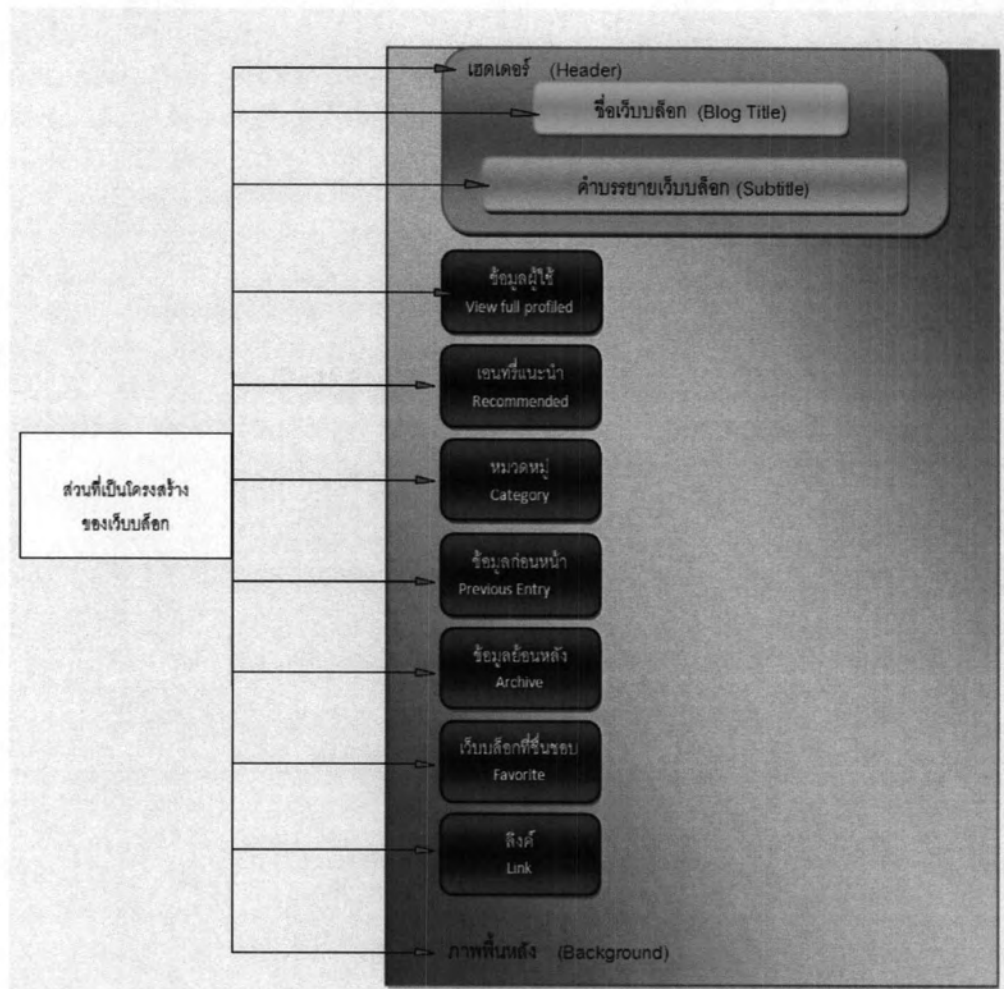 เฮดเดอร์ (Header)
ชื่อเว็บบล็อก (Blog Title)
คำบรรยายเว็บบล็อก (Subtitle)
ข้อมูลผู้ใช้
View full profiled
เอนทรี่แนะนำ
Recommended
หมวดหมู่
Category
ส่วนที่เป็นโครงสร้าง
ของเว็บบล็อก
ข้อมูลก่อนหน้า
Previous Entry
ข้อมูลย้อนหลัง
Archive
เว็บบล็อกที่ชื่นชอบ
Favorite
ลิงค์
Link
ภาพพื้นหลัง (Background)